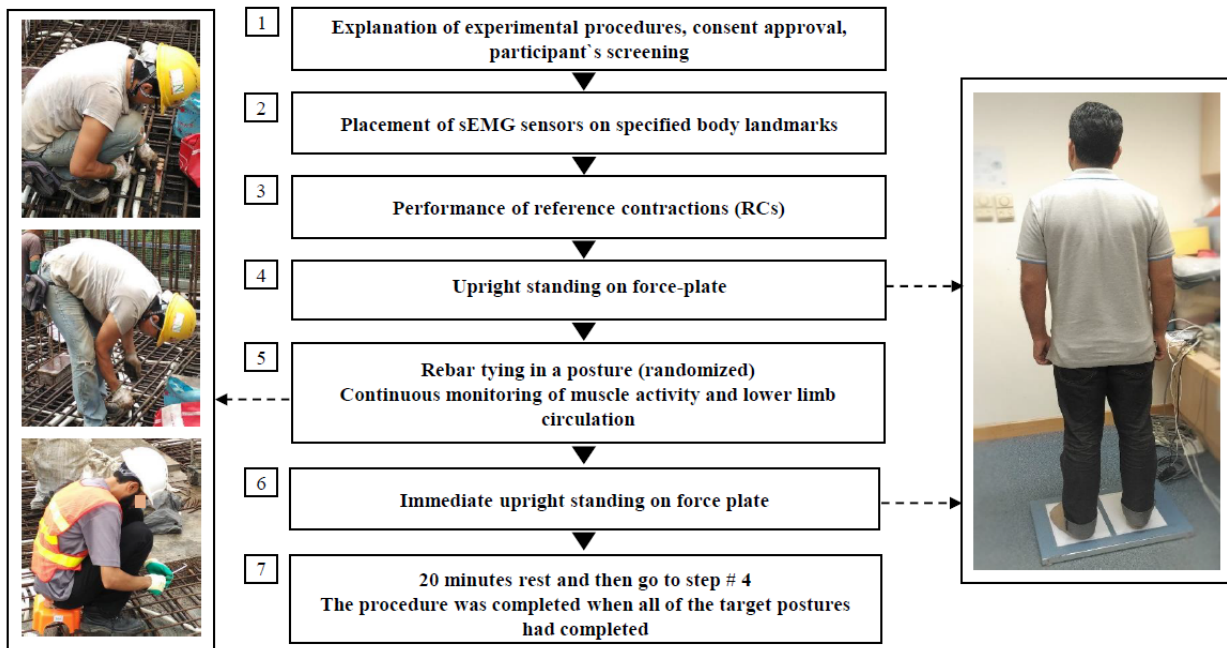 1
Explanation of experimental procedures, consent approval,
participant`s screening
2
Placement of sEMG sensors on specified body landmarks
3
Performance of reference contractions (RCs)
4
Upright standing on force-plate
5
Rebar tying in a posture (randomized)
Continuous monitoring of muscle activity and lower limb
circulation
6
Immediate upright standing on force plate
7
20 minutes rest and then go to step # 4
The procedure was completed when all of the target postures
had completed